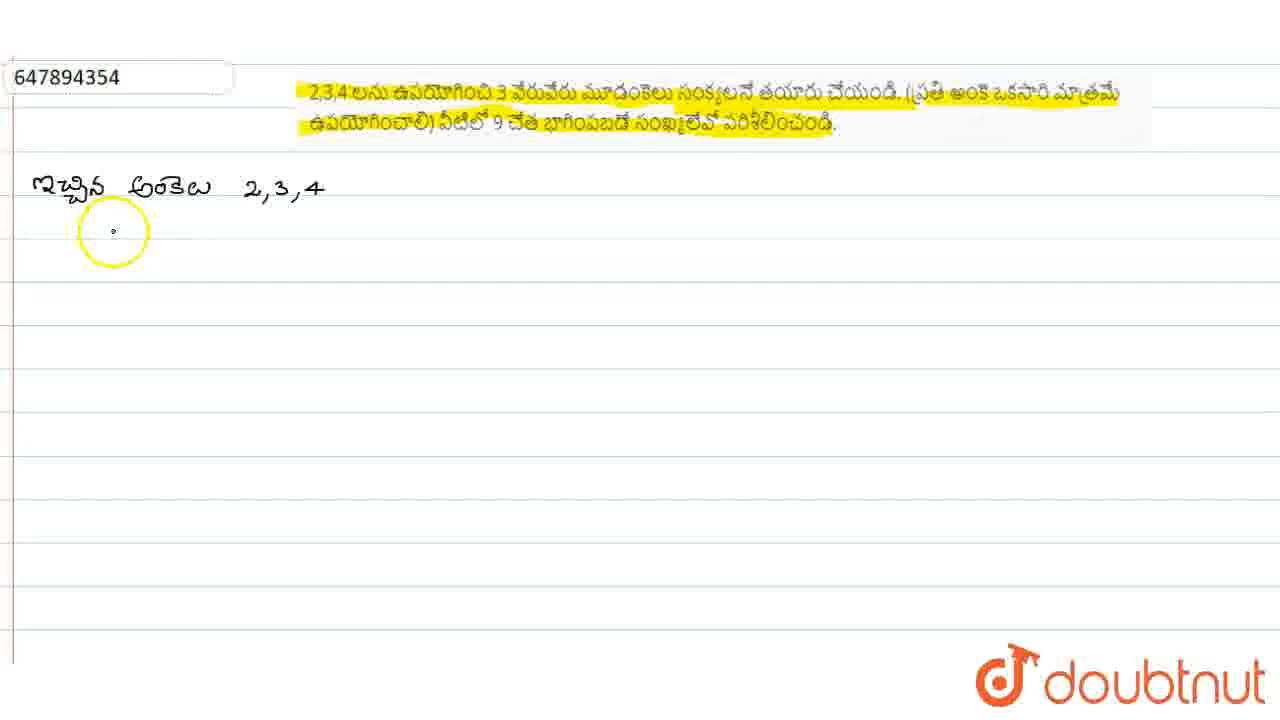 647894354
2,3,4 లను ఉపయోగించి 3 వేరువేరు మూడంకెలు సంక్యలనే తయారు చేయండి. (ప్రతి అంకె ఒకసారి మాత్రమే
ఉపయోగించాలి) వీటిలో 9 చేత భాగింపబడే సంఖ్యలేవో పరిశీలించండి.
ఇచ్చిన అంకెలు 2,3,4
doubtnut